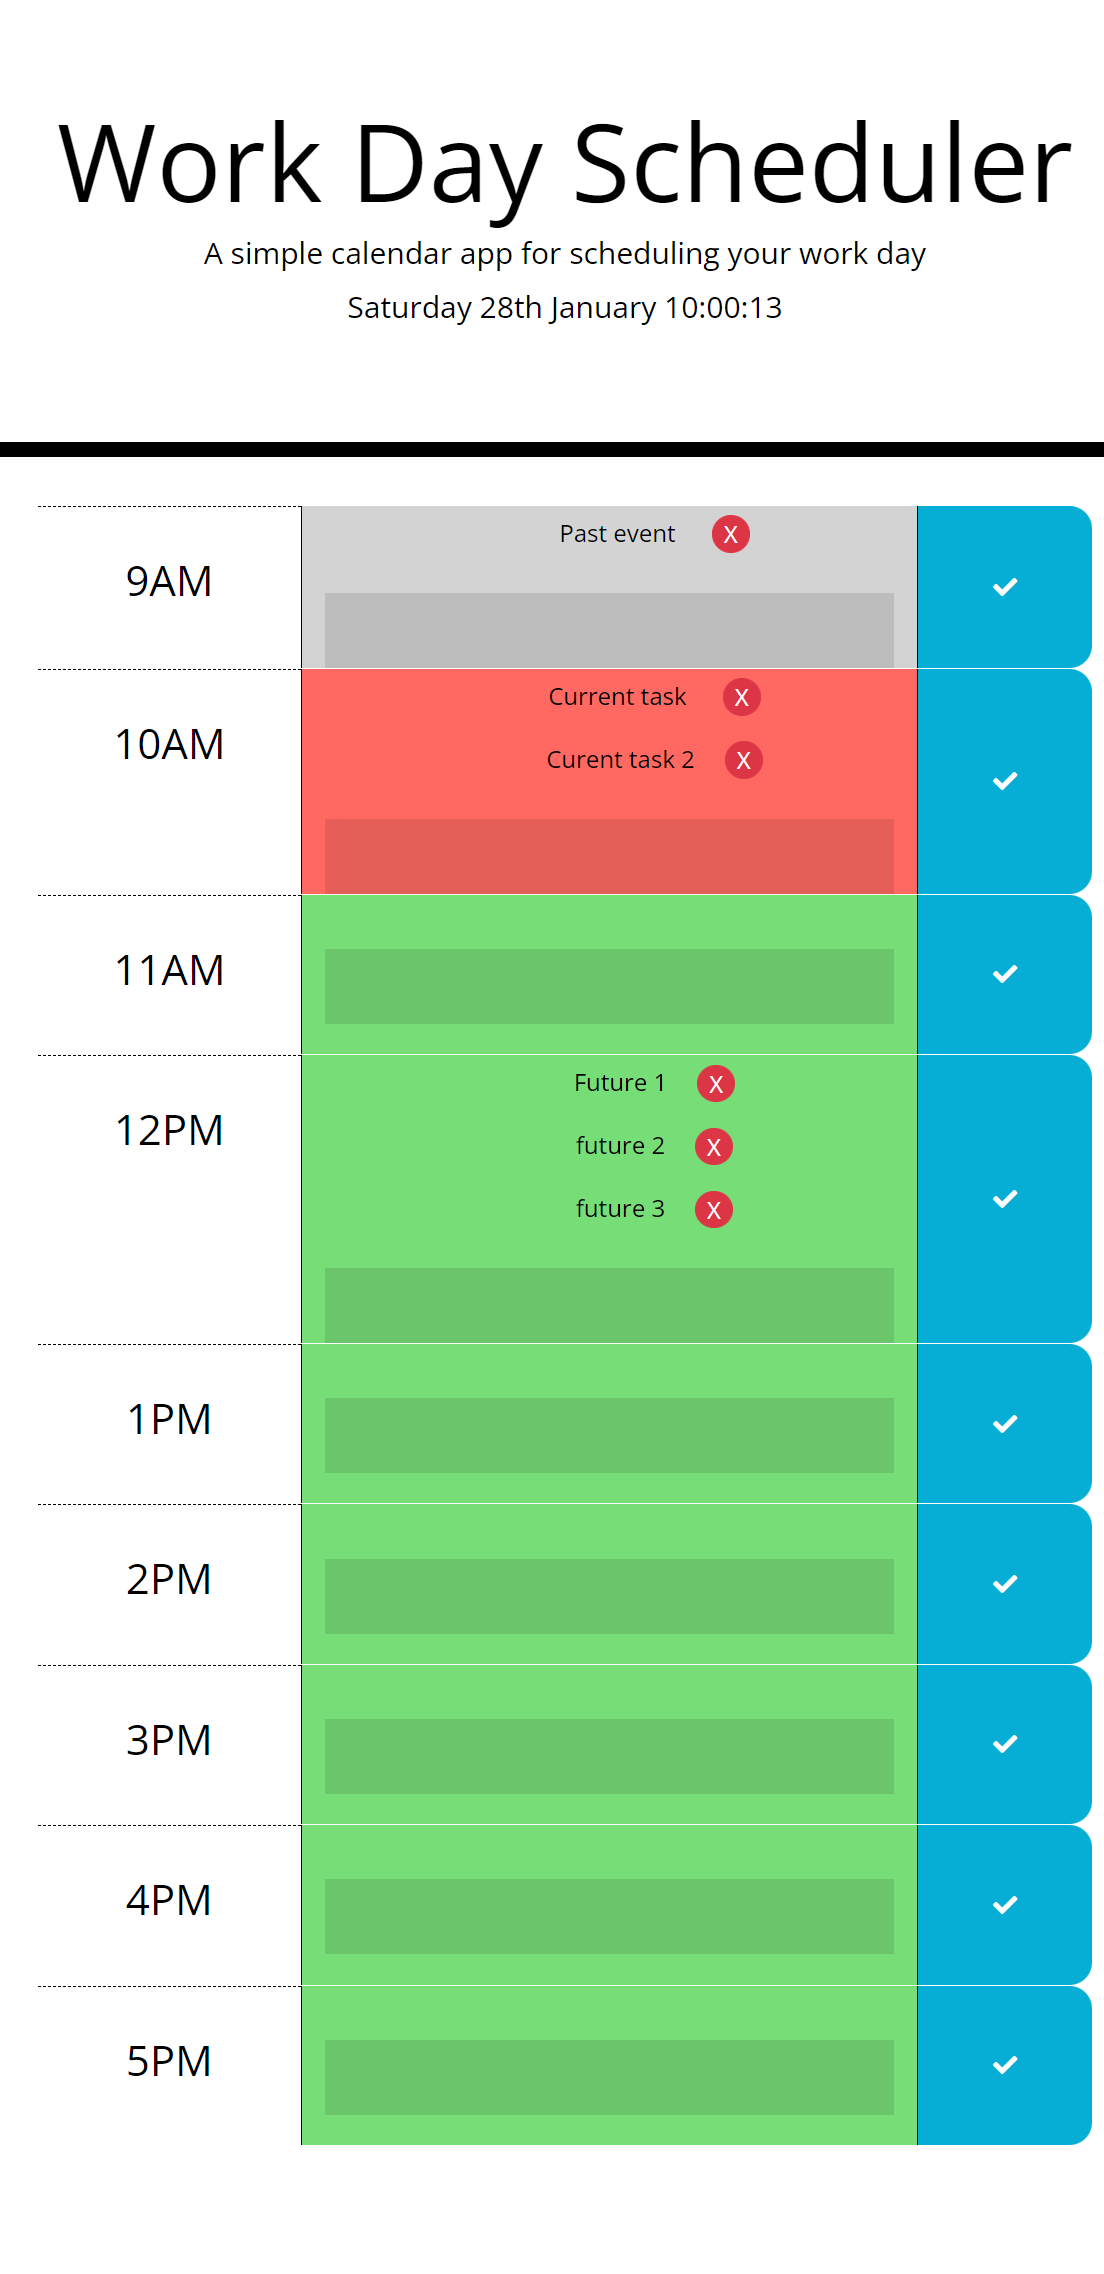 Work Day Scheduler
A simple calendar app for scheduling your work day
Saturday 28th January 10:00:13
9AM
Past event X
10AM
Current task X
Curent task 2 X
11AM
12PM
Future 1 X
future 2 X
future 3 X
1PM
2PM
3PM
4PM
5PM